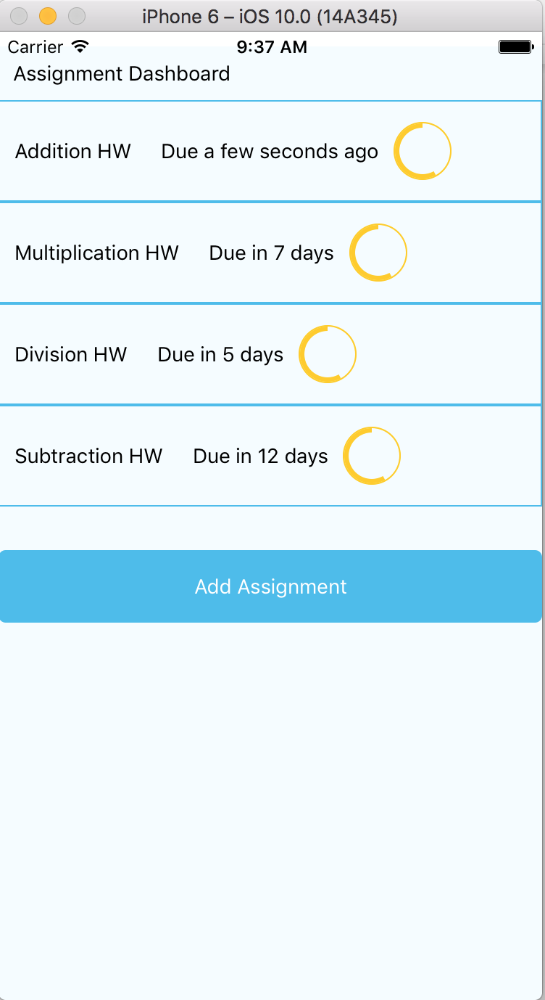 iPhone 6 – iOS 10.0 (14A345)
Carrier 9:37 AM
Assignment Dashboard
Addition HW Due a few seconds ago
Multiplication HW Due in 7 days
Division HW Due in 5 days
Subtraction HW Due in 12 days
Add Assignment